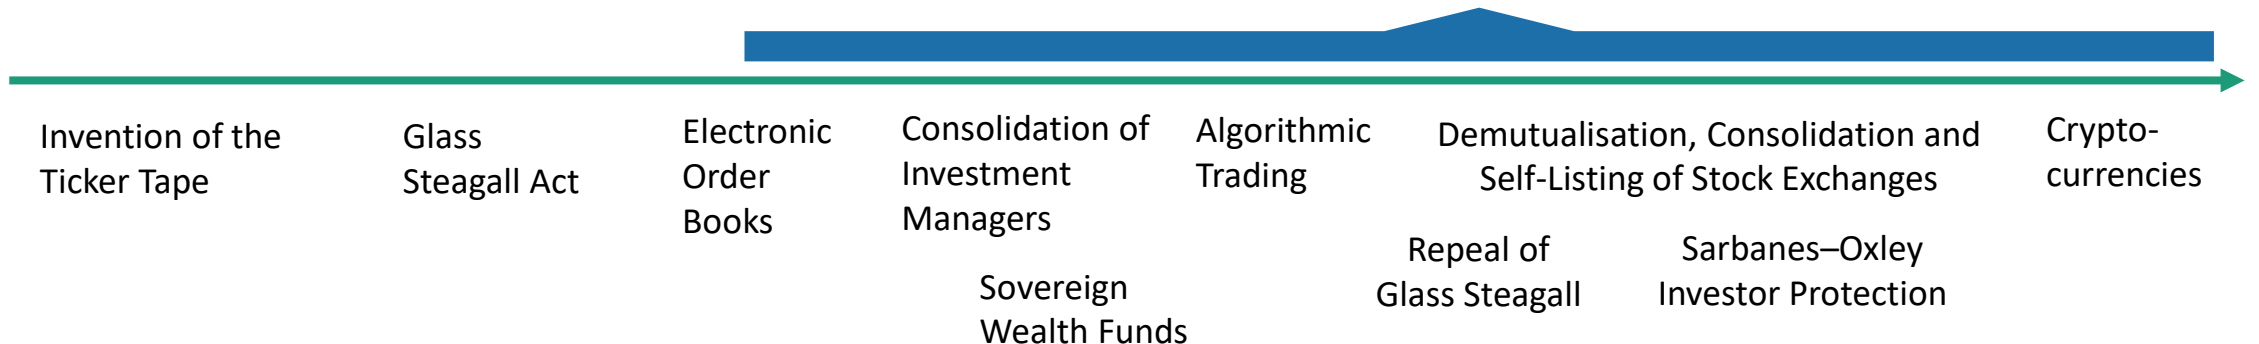 Invention of the
Ticker Tape
Glass
Steagall Act
Electronic
Order
Books
Consolidation of
Investment
Managers
Sovereign
Wealth Funds
Algorithmic
Trading
Demutualisation, Consolidation and
Self-Listing of Stock Exchanges
Repeal of
Glass Steagall
Sarbanes–Oxley
Investor Protection
Crypto-
currencies